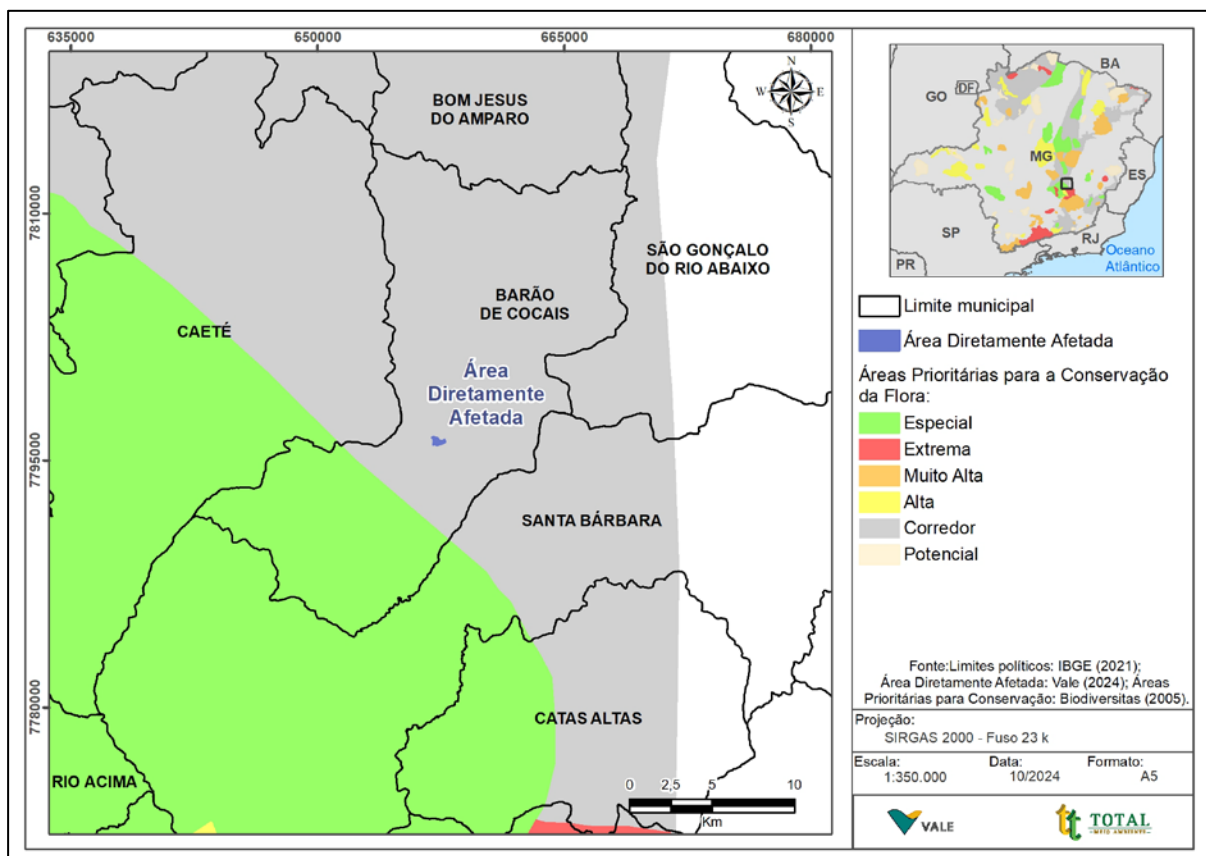 635000
650000
665000
680000
7810000
7795000
7780000
N
W
E
S
BOM JESUS
DO AMPARO
SÃO GONÇALO
DO RIO ABAIXO
BARÃO
DE COCAIS
CAETÉ
Área
Diretamente
Afetada
SANTA BÁRBARA
CATAS ALTAS
RIO ACIMA
0 2,5 5 10
Km
BA
GO
DF
MG
ES
SP
RJ
PR
Oceano
Atlântico
Limite municipal
Área Diretamente Afetada
Áreas Prioritárias para a Conservação
da Flora:
Especial
Extrema
Muito Alta
Alta
Corredor
Potencial
Fonte:Limites políticos: IBGE (2021);
Área Diretamente Afetada: Vale (2024); Áreas
Prioritárias para Conservação: Biodiversitas (2005).
Projeção:
SIRGAS 2000 - Fuso 23 k
Escala: Data: Formato:
1:350.000 10/2024 A5
VALE
TOTAL
MEIO AMBIENTE